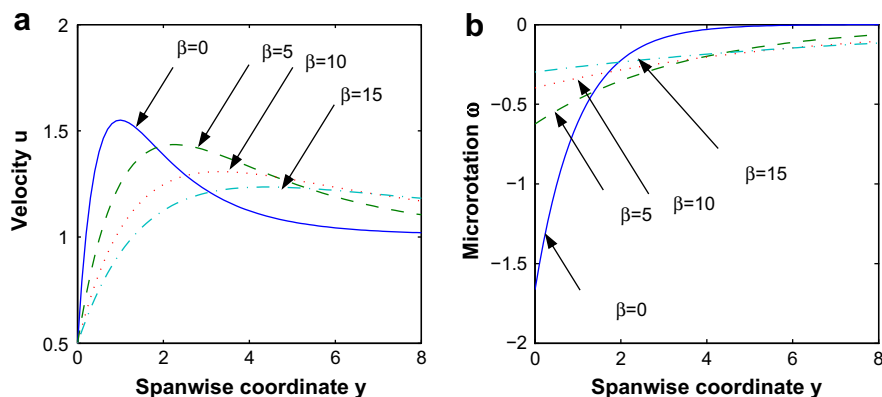 a
2
1.5
1
0.5
Velocity u
β=0
β=5
β=10
β=15
0
2
4
6
8
Spanwise coordinate y
b
0
−0.5
−1
−1.5
−2
Microrotation ω
β=15
β=10
β=5
β=0
0
2
4
6
8
Spanwise coordinate y